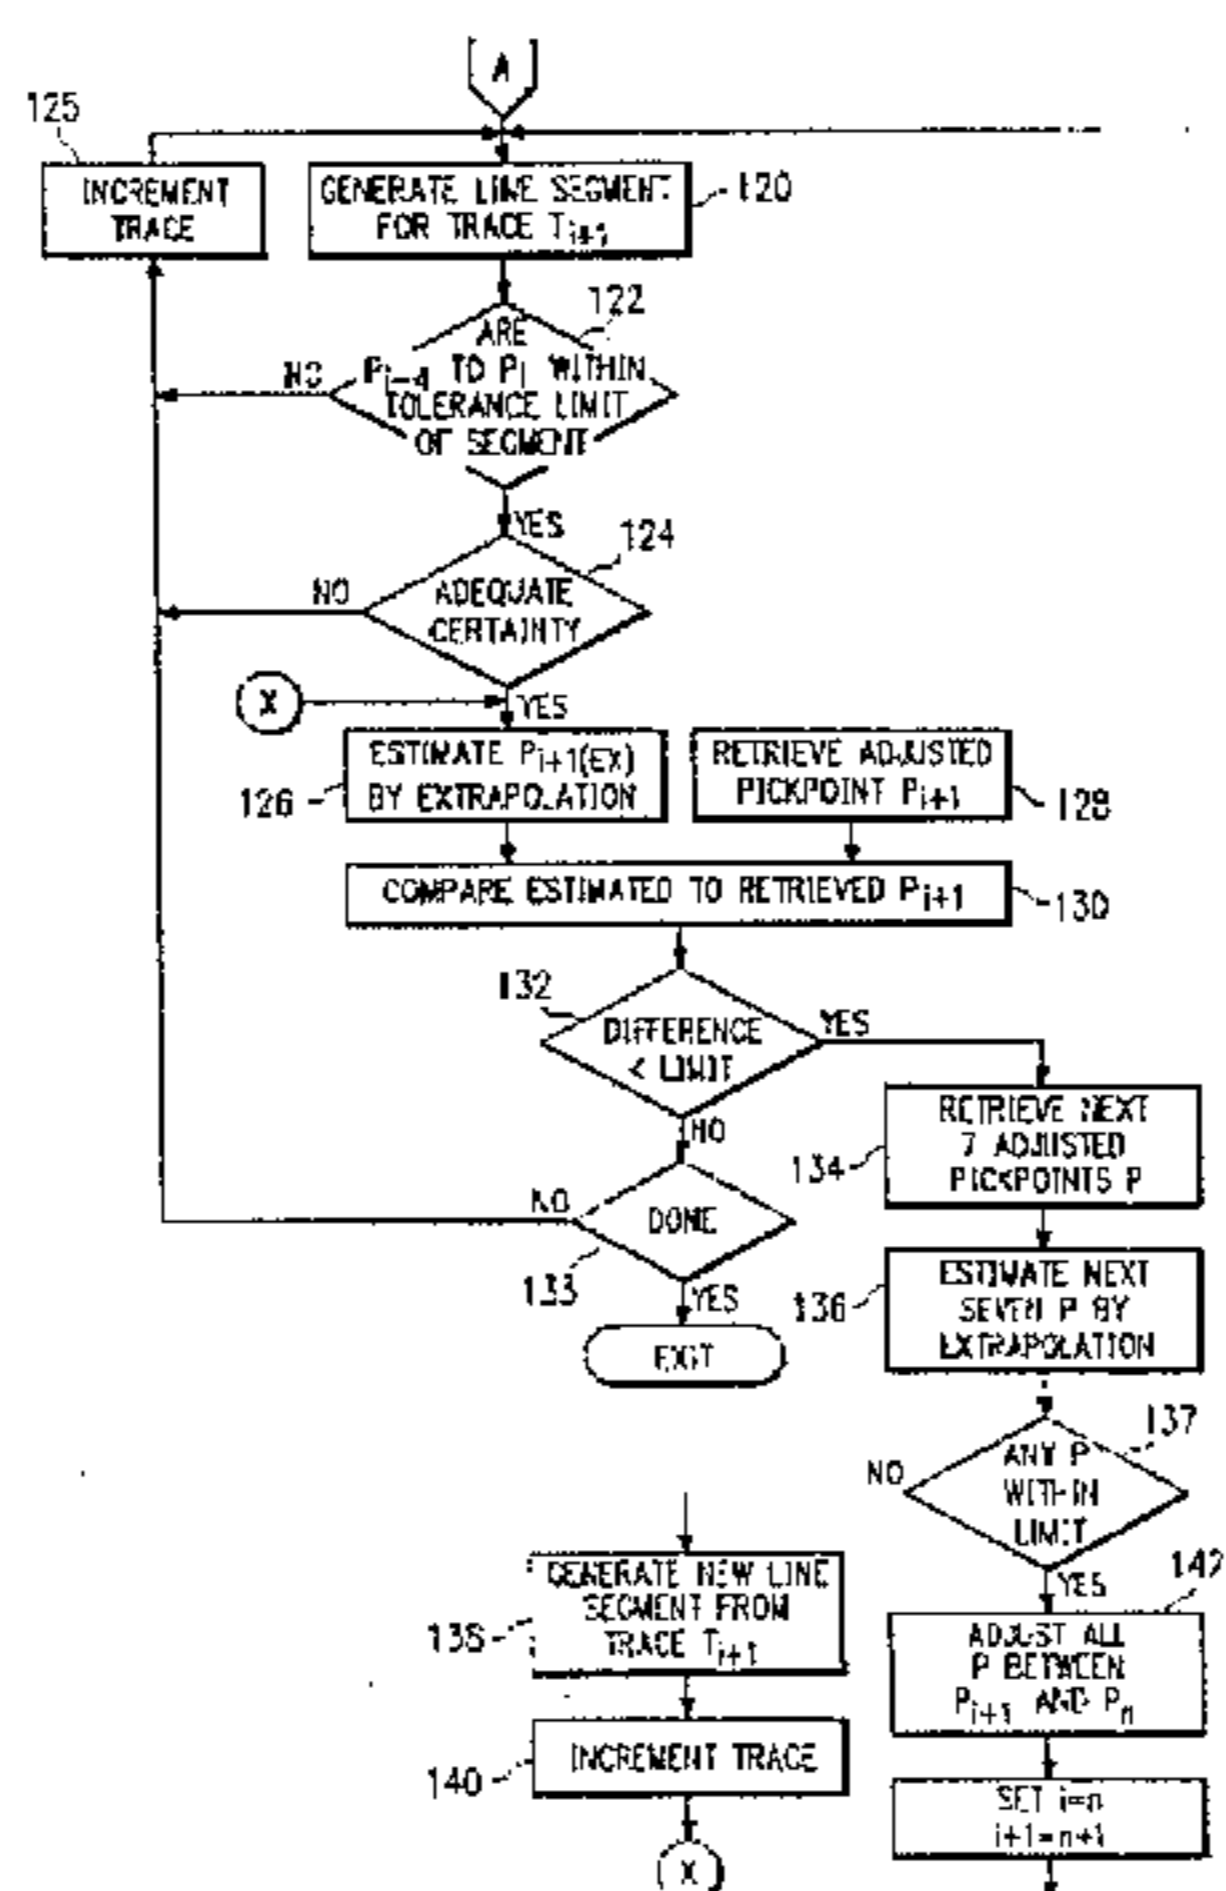 A
125
INCREMENT
TRACE
GENERATE LINE SEGMENT
FOR TRACE Ti+1
120
122
ARE
Pi-4 TO Pi WITHIN
TOLERANCE LIMIT
OF SEGMENT
NO
YES
124
ADEQUATE
CERTAINTY
NO
X
YES
ESTIMATE Pi+1(EX)
BY EXTRAPOLATION
126
RETRIEVE ADJUSTED
PICKPOINT Pi+1
128
COMPARE ESTIMATED TO RETRIEVED Pi+1
130
132
DIFFERENCE
< LIMIT
YES
NO
RETRIEVE NEXT
7 ADJUSTED
PICKPOINTS P
134
NO
DONE
133
YES
EXIT
ESTIMATE NEXT
SEVEN P BY
EXTRAPOLATION
136
137
ANY P
WITHIN
LIMIT
NO
YES
142
GENERATE NEW LINE
SEGMENT FROM
TRACE Ti+1
138
ADJUST ALL
P BETWEEN
Pi+1 AND Pn
INCREMENT TRACE
140
SET i=n
i+1=n+1
X